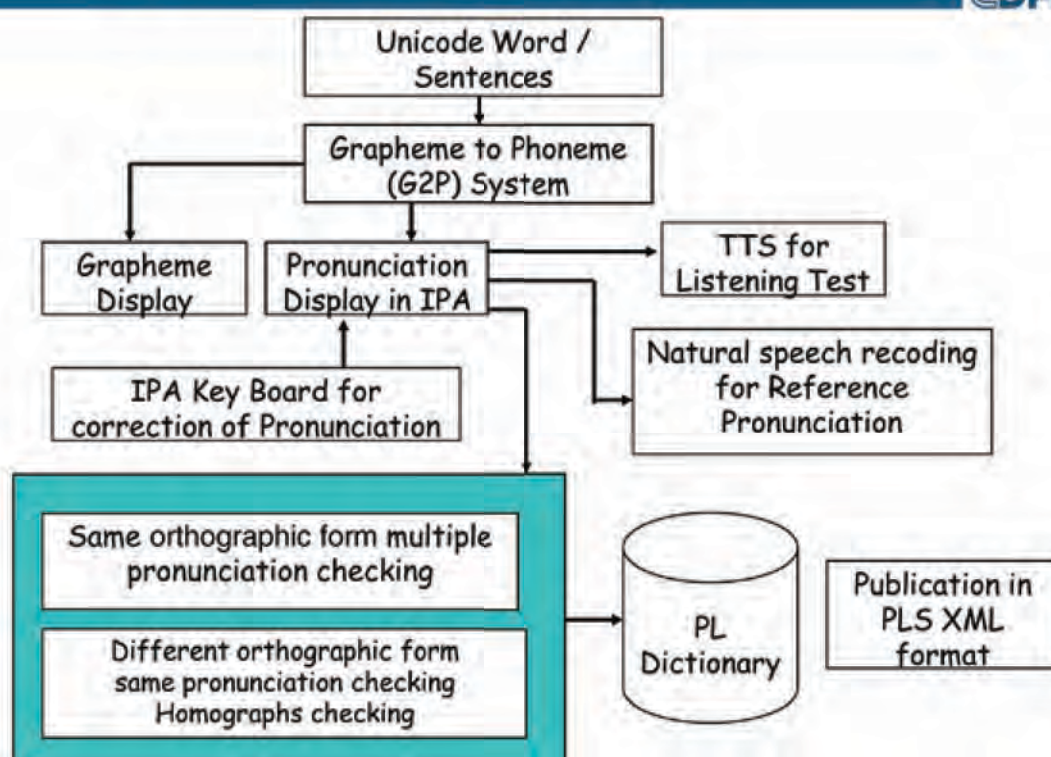 Unicode Word /
Sentences
Grapheme to Phoneme
(G2P) System
Grapheme
Display
Pronunciation
Display in IPA
TTS for
Listening Test
IPA Key Board for
correction of Pronunciation
Natural speech recoding
for Reference
Pronunciation
Same orthographic form multiple
pronunciation checking
Different orthographic form
same pronunciation checking
Homographs checking
PL
Dictionary
Publication in
PLS XML
format